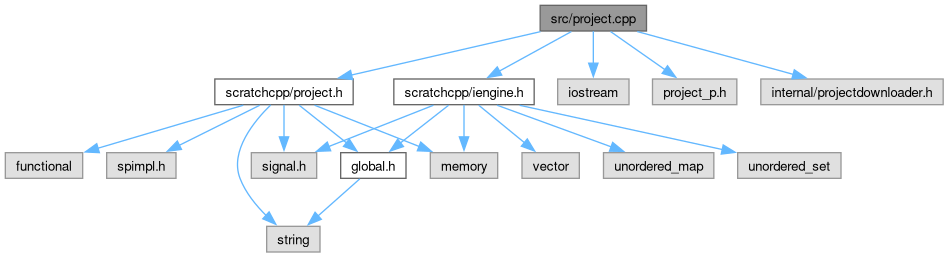 src/project.cpp
scratchcpp/project.h
scratchcpp/iengine.h
iostream
project_p.h
internal/projectdownloader.h
functional
spimpl.h
signal.h
global.h
memory
vector
unordered_map
unordered_set
string